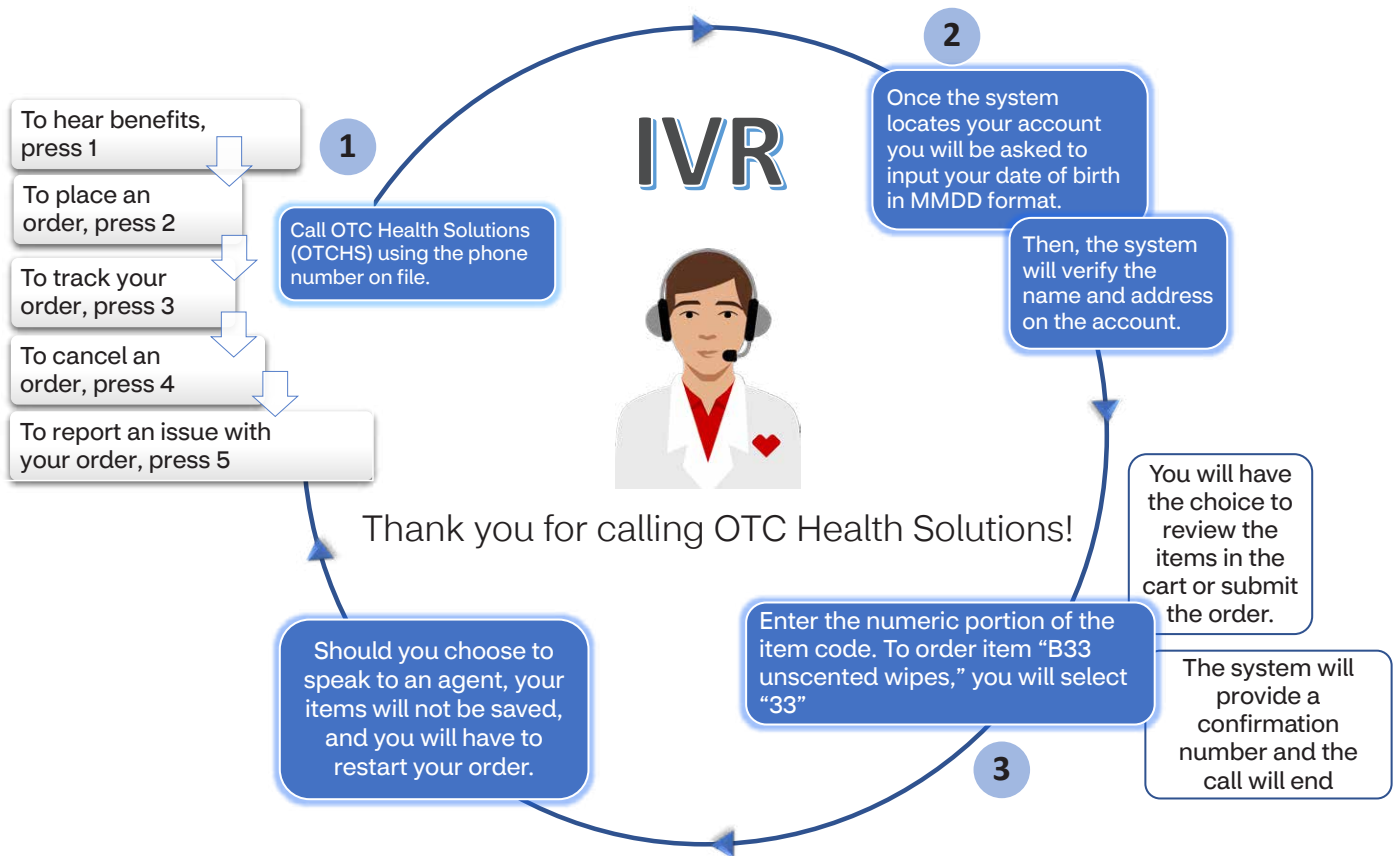 IVR
1
Call OTC Health Solutions
(OTCHS) using the phone
number on file.
To hear benefits,
press 1
To place an
order, press 2
To track your
order, press 3
To cancel an
order, press 4
To report an issue with
your order, press 5
2
Once the system
locates your account
you will be asked to
input your date of birth
in MMDD format.
Then, the system
will verify the
name and address
on the account.
Thank you for calling OTC Health Solutions!
3
Enter the numeric portion of the
item code. To order item “B33
unscented wipes,” you will select
“33”
You will have
the choice to
review the
items in the
cart or submit
the order.
The system will
provide a
confirmation
number and the
call will end
Should you choose to
speak to an agent, your
items will not be saved,
and you will have to
restart your order.